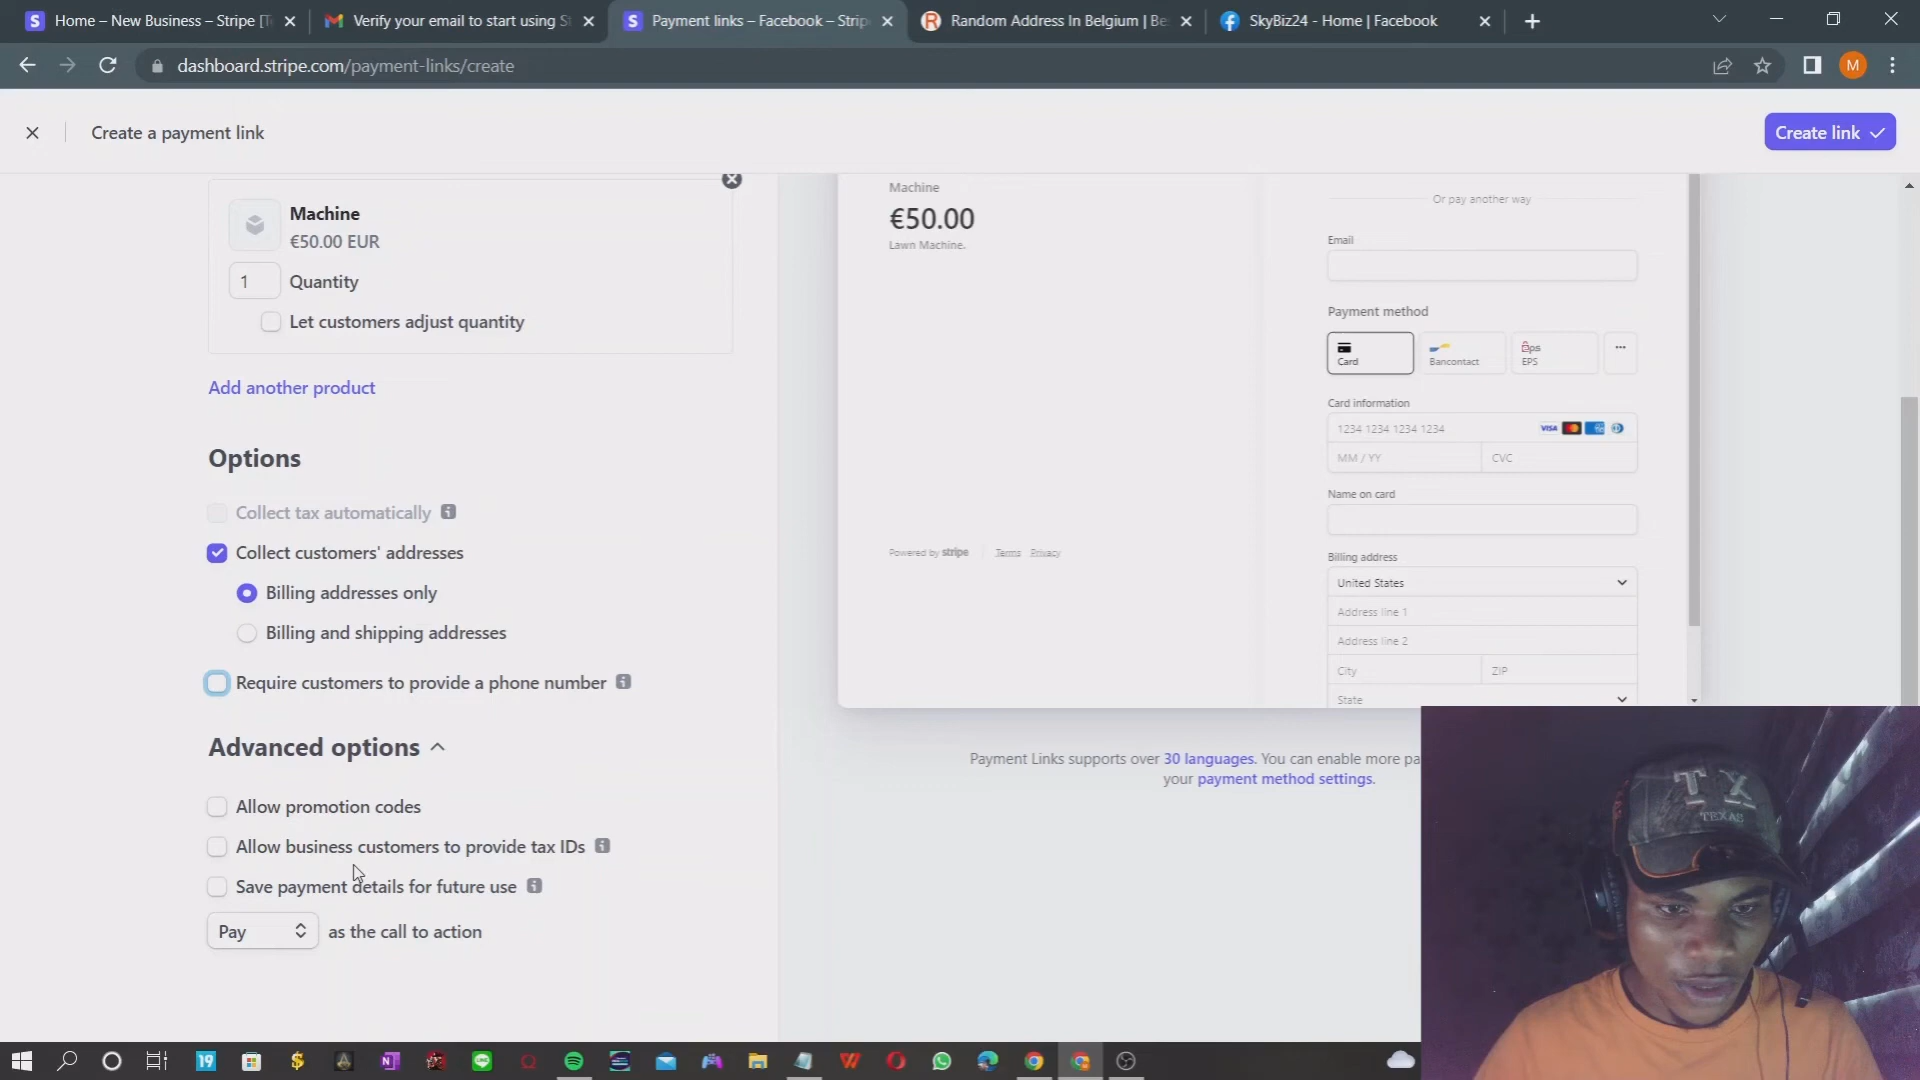 Home – New Business – Stripe [T
Verify your email to start using S
Payment links – Facebook – Strip
Random Address In Belgium | Be
SkyBiz24 - Home | Facebook
dashboard.stripe.com/payment-links/create
M
Create a payment link
Create link
Machine
€50.00 EUR
1 Quantity
Let customers adjust quantity
Add another product
Options
Collect tax automatically
Collect customers' addresses
Billing addresses only
Billing and shipping addresses
Require customers to provide a phone number
Advanced options
Allow promotion codes
Allow business customers to provide tax IDs
Save payment details for future use
Pay as the call to action
Machine
€50.00
Lawn Machine.
Powered by stripe
Terms Privacy
Or pay another way
Email
Payment method
Card
Bancontact
eps
EPS
Card information
1234 1234 1234 1234
VISA
MM / YY
CVC
Name on card
Billing address
United States
Address line 1
Address line 2
City
ZIP
State
Payment Links supports over 30 languages. You can enable more pa
your payment method settings.
TX
TEXAS
19